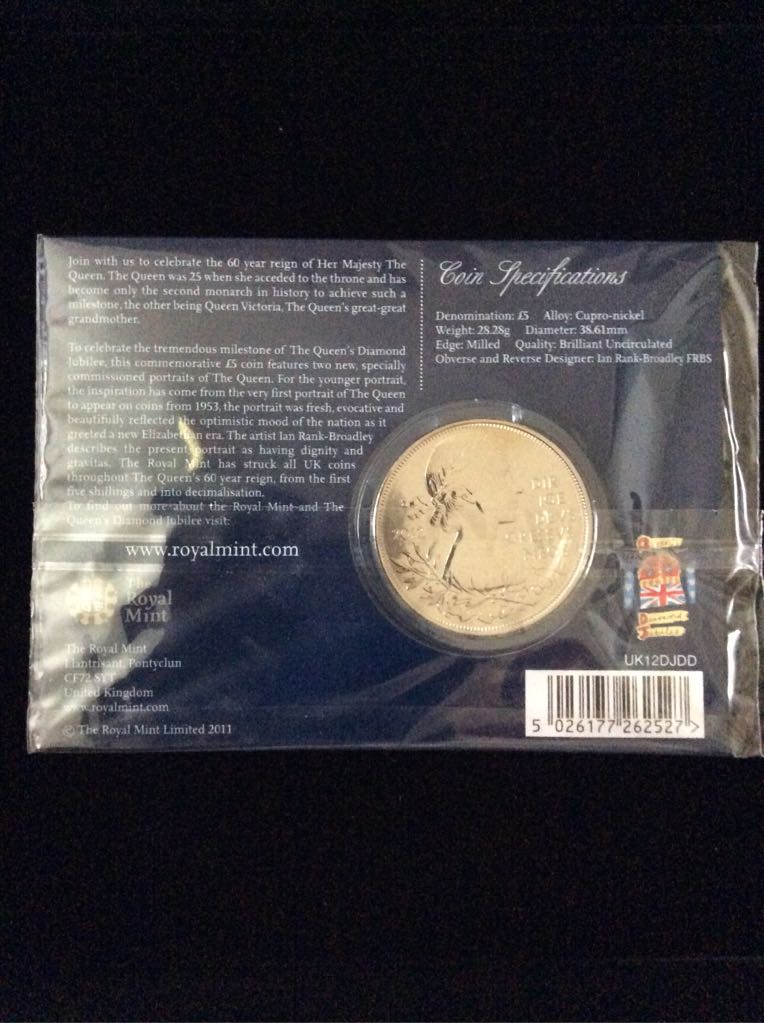 Join with us to celebrate the 60 year reign of Her Majesty The
Queen. The Queen was 25 when she acceded to the throne and has
become only the second monarch in history to achieve such a
milestone, the other being Queen Victoria, The Queen's great-great
grandmother.
To celebrate the tremendous milestone of The Queen's Diamond
Jubilee, this commemorative £5 coin features two new, specially
commissioned portraits of The Queen. For the younger portrait,
the inspiration has come from the very first portrait of The Queen
to appear on coins from 1953, the portrait was fresh, evocative and
beautifully reflected the optimistic mood of the nation as it
greeted a new Elizabethan era. The artist Ian Rank-Broadley
describes the present portrait as having dignity and
gravitas. The Royal Mint has struck all UK coins
throughout The Queen's 60 year reign, from the first
five shillings and into decimalisation.
To find out more about the Royal Mint and The
Queen's Diamond Jubilee visit:
www.royalmint.com
The
Royal
Mint
The Royal Mint
Llantrisant, Pontyclun
CF72 8YT
United Kingdom
www.royalmint.com
© The Royal Mint Limited 2011
Coin Specifications
Denomination: £5 Alloy: Cupro-nickel
Weight: 28.28g Diameter: 38.61mm
Edge: Milled Quality: Brilliant Uncirculated
Obverse and Reverse Designer: Ian Rank-Broadley FRBS
DIR
IGE
DEVS
GRESSVS
MEOS
Diamond
Jubilee
UK12DJDD
5 026177 262527 >